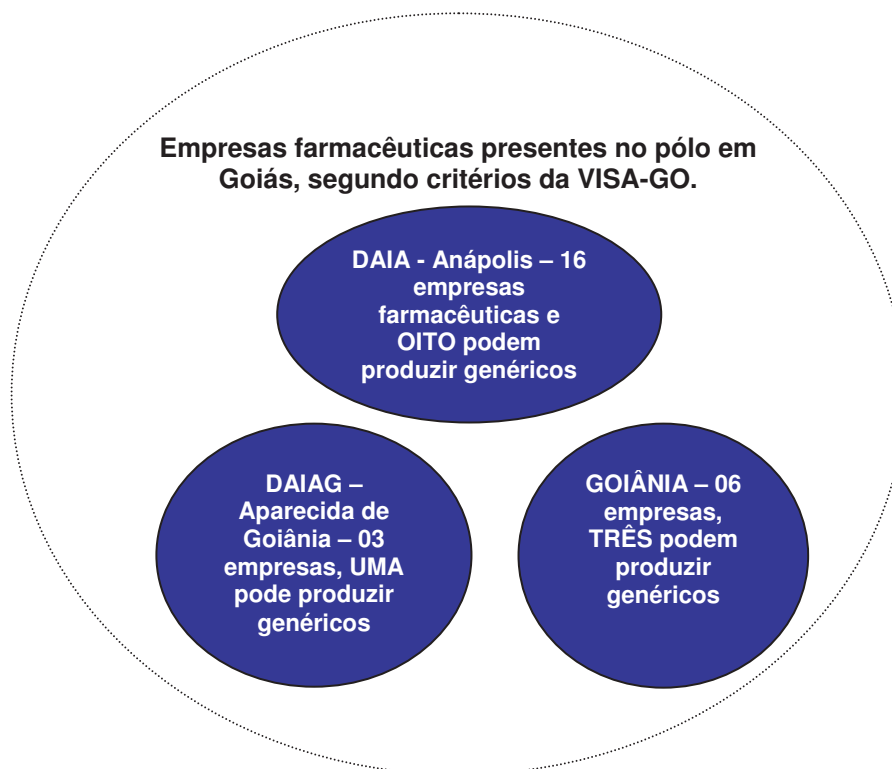 Empresas farmacêuticas presentes no pólo em
Goiás, segundo critérios da VISA-GO.
DAIA - Anápolis – 16
empresas
farmacêuticas e
OITO podem
produzir genéricos
DAIAG –
Aparecida de
Goiânia – 03
empresas, UMA
pode produzir
genéricos
GOIÂNIA – 06
empresas,
TRÊS podem
produzir
genéricos